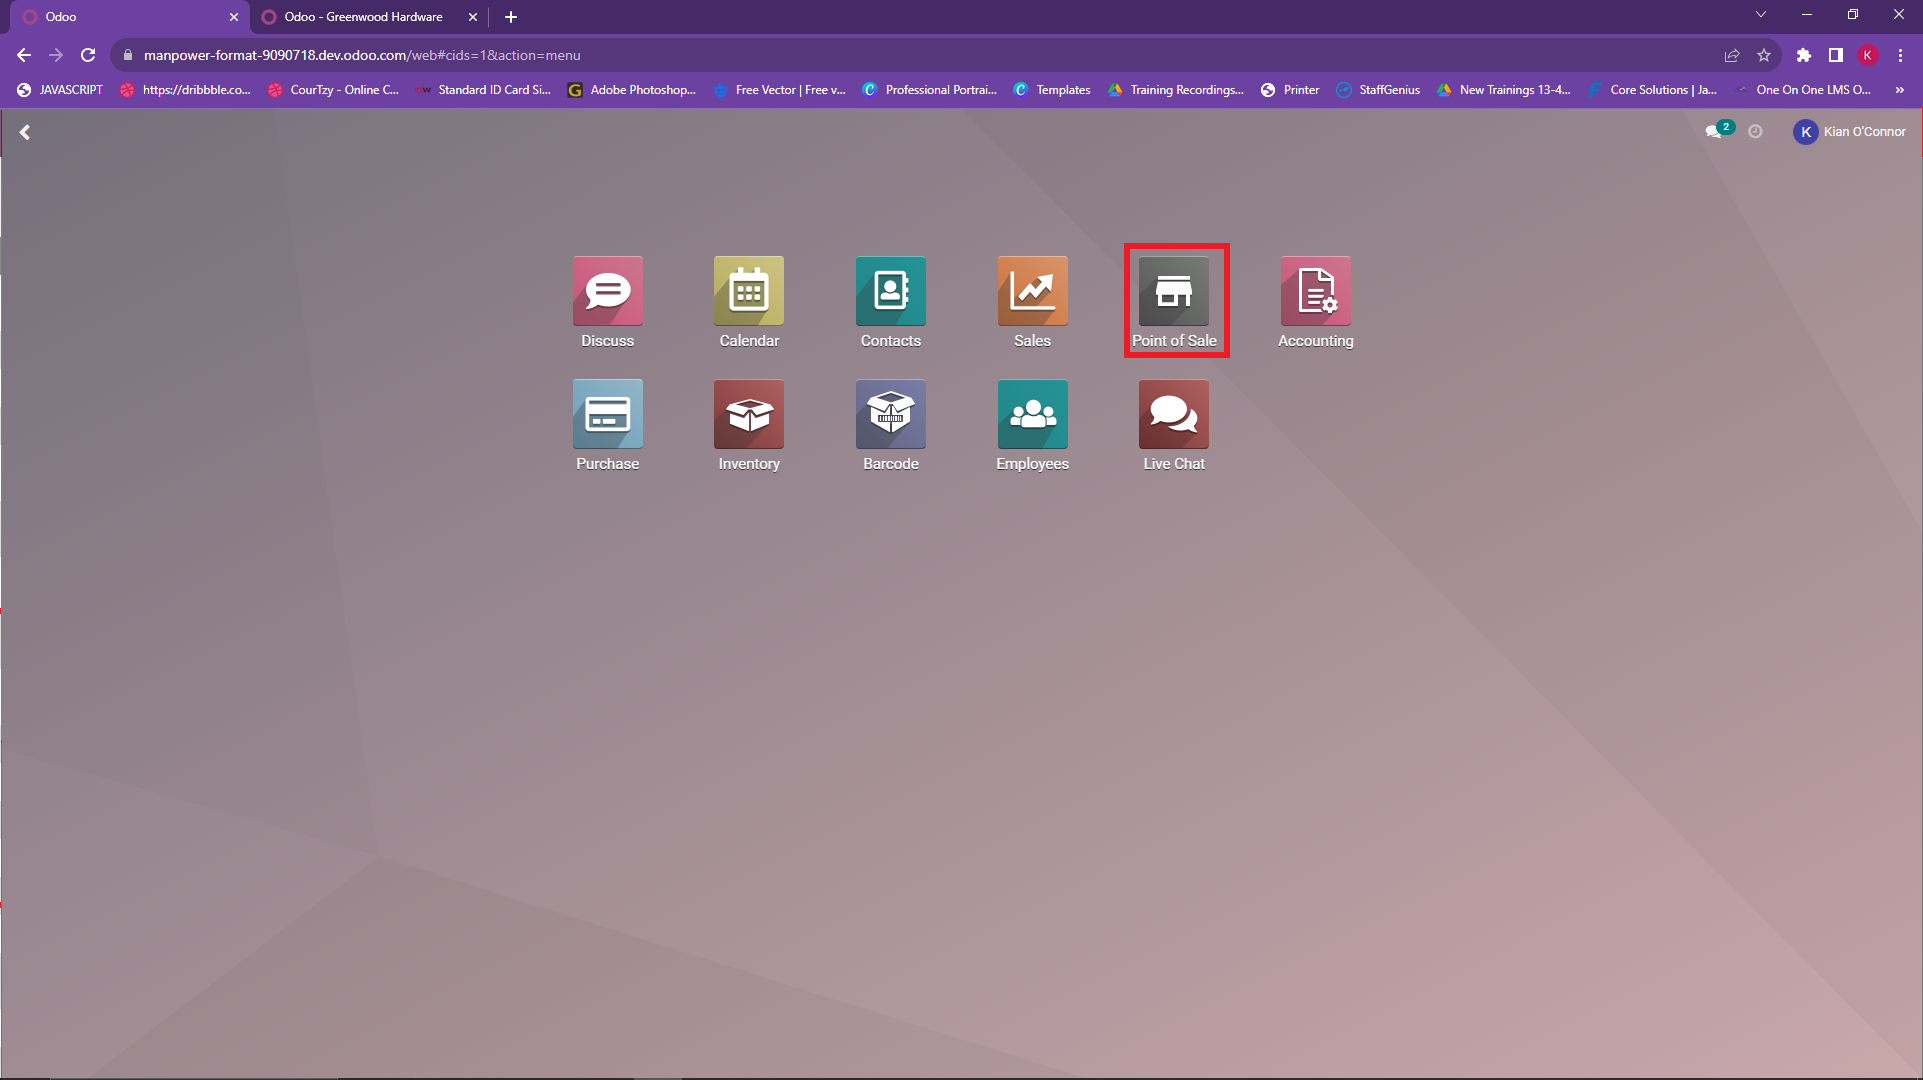 Odoo
Odoo - Greenwood Hardware
manpower-format-9090718.dev.odoo.com/web#cids=1&action=menu
K
JAVASCRIPT
https://dribbble.co...
CourTzy - Online C...
Standard ID Card Si...
G
Adobe Photoshop...
Free Vector | Free v...
Professional Portrai...
Templates
Training Recordings...
Printer
StaffGenius
New Trainings 13-4...
Core Solutions | Ja...
One On One LMS O...
2
K
Kian O'Connor
Discuss
Calendar
Contacts
Sales
Point of Sale
Accounting
Purchase
Inventory
Barcode
Employees
Live Chat